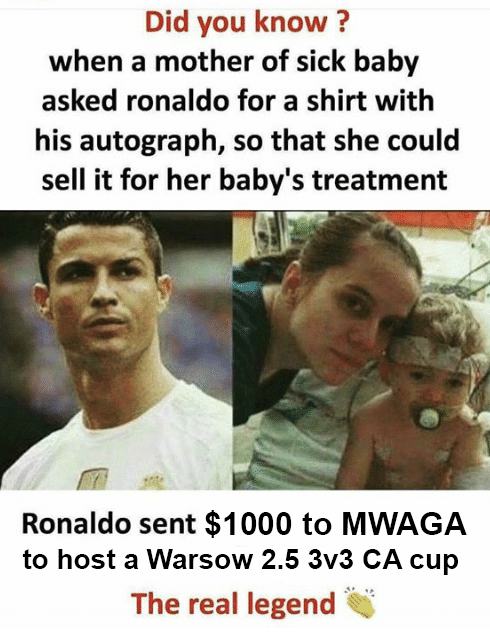 Did you know ?
when a mother of sick baby
asked ronaldo for a shirt with
his autograph, so that she could
sell it for her baby's treatment
Ronaldo sent $1000 to MWAGA
to host a Warsow 2.5 3v3 CA cup
The real legend 👏